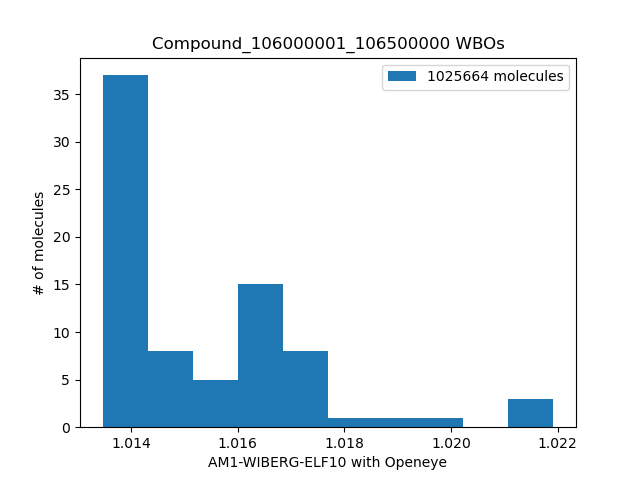 Compound_106000001_106500000 WBOs
1025664 molecules
# of molecules
35
30
25
20
15
10
5
0
1.014 1.016 1.018 1.020 1.022
AM1-WIBERG-ELF10 with Openeye